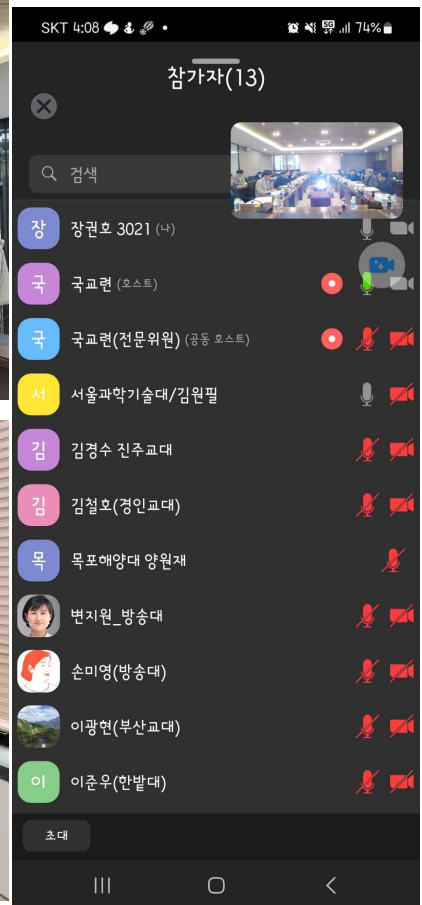 SKT 4:08
5G 74%
참가자(13)
검색
장 장권호 3021 (나)
국 국교련 (호스트)
국 국교련(전문위원) (공동 호스트)
서 서울과학기술대/김원필
김 김경수 진주교대
김 김철호(경인교대)
목 목포해양대 양원재
변지원_방송대
손미영(방송대)
이광현(부산교대)
이 이준우(한밭대)
초대